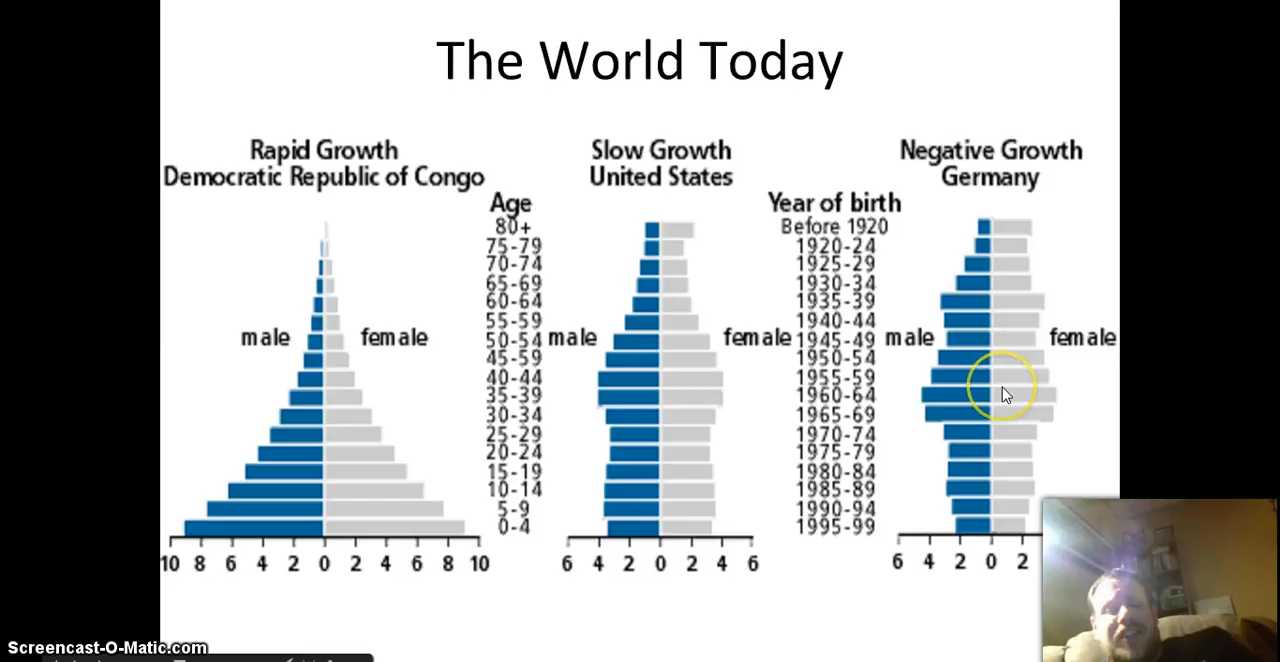 The World Today
Rapid Growth
Democratic Republic of Congo
Slow Growth
United States
Negative Growth
Germany
Age
80+
75-79
70-74
65-69
60-64
55-59
50-54
45-59
40-44
35-39
30-34
25-29
20-24
15-19
10-14
5-9
0-4
Year of birth
Before 1920
1920-24
1925-29
1930-34
1935-39
1940-44
1945-49
1950-54
1955-59
1960-64
1965-69
1970-74
1975-79
1980-84
1985-89
1990-94
1995-99
male female
male female
male female
10 8 6 4 2 0 2 4 6 8 10
6 4 2 0 2 4 6
6 4 2 0 2
Screencast-O-Matic.com